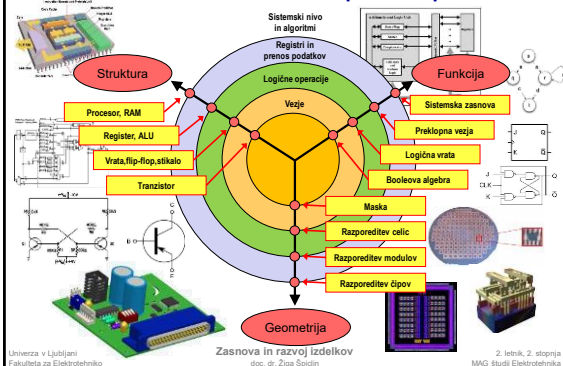 Sistemski nivo
in algoritmi
Registri in
prenos podatkov
Logične operacije
Vezje
Struktura
Funkcija
Procesor, RAM
Register, ALU
Vrata,flip-flop,stikalo
Tranzistor
Sistemska zasnova
Preklopna vezja
Logična vrata
Booleova algebra
Maska
Razporeditev celic
Razporeditev modulov
Razporeditev čipov
Geometrija
B
C
E
J
Q
K
Q
J
CLK
K
Q
Q
Univerza v Ljubljani
Fakulteta za Elektrotehniko
Zasnova in razvoj izdelkov
doc. dr. Žiga Špiclin
2. letnik, 2. stopnja
MAG študij Elektrotehnika